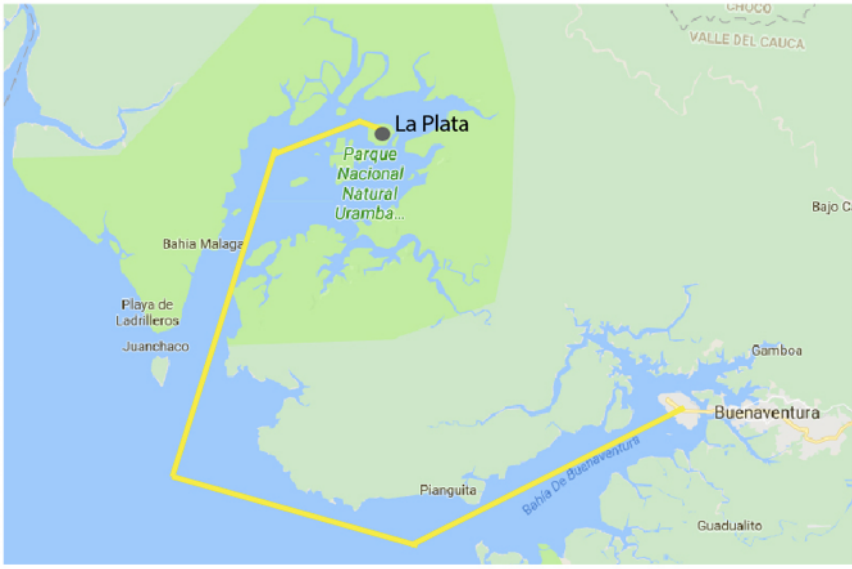 CHOCÓ
VALLE DEL CAUCA
La Plata
Parque
Nacional
Natural
Uramba...
Bajo Ca
Bahia Malaga
Playa de
Ladrilleros
Juanchaco
Gamboa
Buenaventura
Bahía De Buenaventura
Pianguita
Guadualito